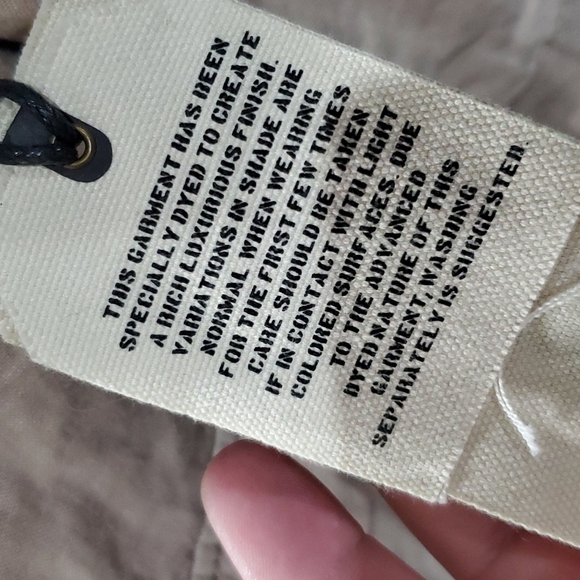 THIS GARMENT HAS BEEN
SPECIALLY DYED TO CREATE
A RICH LUXURIOUS FINISH.
VARIATIONS IN SHADE ARE
NORMAL WHEN WEARING
FOR THE FIRST FEW TIMES
CARE SHOULD BE TAKEN
IF IN CONTACT WITH LIGHT
COLORED SURFACES. DUE
TO THE ADVANCED
DYED NATURE OF THIS
GARMENT, WASHING
SEPARATELY IS SUGGESTED.